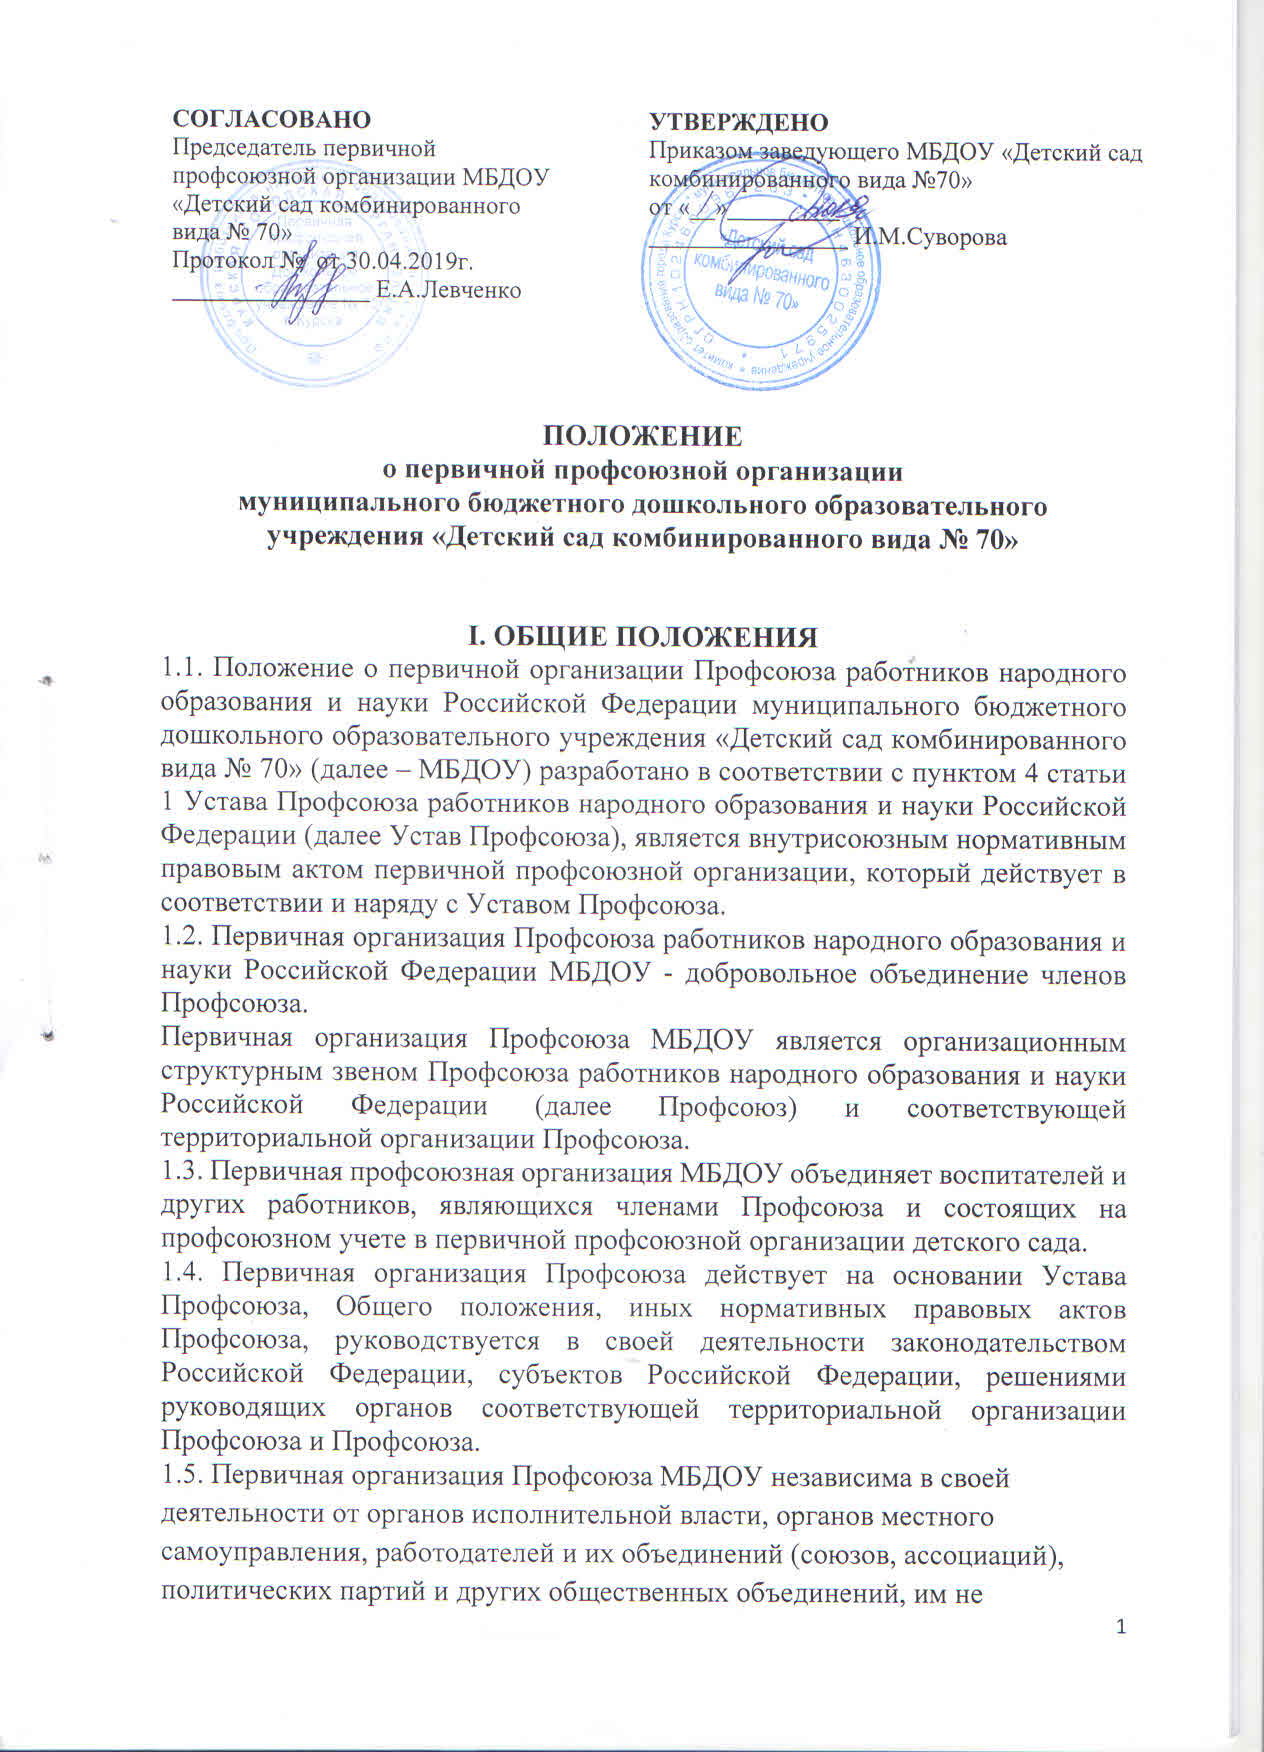 СОГЛАСОВАНО
Председатель первичной
профсоюзной организации МБДОУ
«Детский сад комбинированного
вида № 70»
Протокол № от 30.04.2019г.
Е.А.Левченко
УТВЕРЖДЕНО
Приказом заведующего МБДОУ «Детский сад
комбинированного вида №70»
от « »
И.М.Суворова
«Детский сад
комбинированного
вида № 70»
ПОЛОЖЕНИЕ
о первичной профсоюзной организации
муниципального бюджетного дошкольного образовательного
учреждения «Детский сад комбинированного вида № 70»
I. ОБЩИЕ ПОЛОЖЕНИЯ
1.1. Положение о первичной организации Профсоюза работников народного
образования и науки Российской Федерации муниципального бюджетного
дошкольного образовательного учреждения «Детский сад комбинированного
вида № 70» (далее – МБДОУ) разработано в соответствии с пунктом 4 статьи
1 Устава Профсоюза работников народного образования и науки Российской
Федерации (далее Устав Профсоюза), является внутрисоюзным нормативным
правовым актом первичной профсоюзной организации, который действует в
соответствии и наряду с Уставом Профсоюза.
1.2. Первичная организация Профсоюза работников народного образования и
науки Российской Федерации МБДОУ - добровольное объединение членов
Профсоюза.
Первичная организация Профсоюза МБДОУ является организационным
структурным звеном Профсоюза работников народного образования и науки
Российской Федерации (далее Профсоюз) и соответствующей
территориальной организации Профсоюза.
1.3. Первичная профсоюзная организация МБДОУ объединяет воспитателей и
других работников, являющихся членами Профсоюза и состоящих на
профсоюзном учете в первичной профсоюзной организации детского сада.
1.4. Первичная организация Профсоюза действует на основании Устава
Профсоюза, Общего положения, иных нормативных правовых актов
Профсоюза, руководствуется в своей деятельности законодательством
Российской Федерации, субъектов Российской Федерации, решениями
руководящих органов соответствующей территориальной организации
Профсоюза и Профсоюза.
1.5. Первичная организация Профсоюза МБДОУ независима в своей
деятельности от органов исполнительной власти, органов местного
самоуправления, работодателей и их объединений (союзов, ассоциаций),
политических партий и других общественных объединений, им не
1